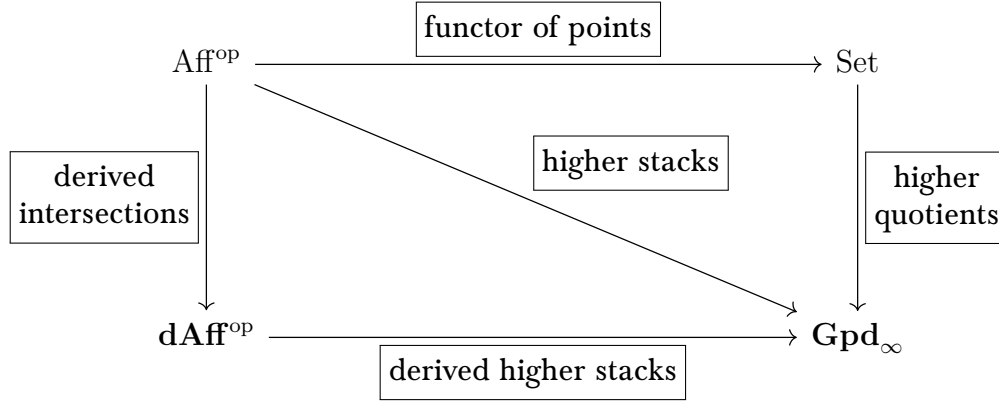 functor of points
Aff^op
Set
derived
intersections
higher stacks
higher
quotients
dAff^op
Gpd_∞
derived higher stacks